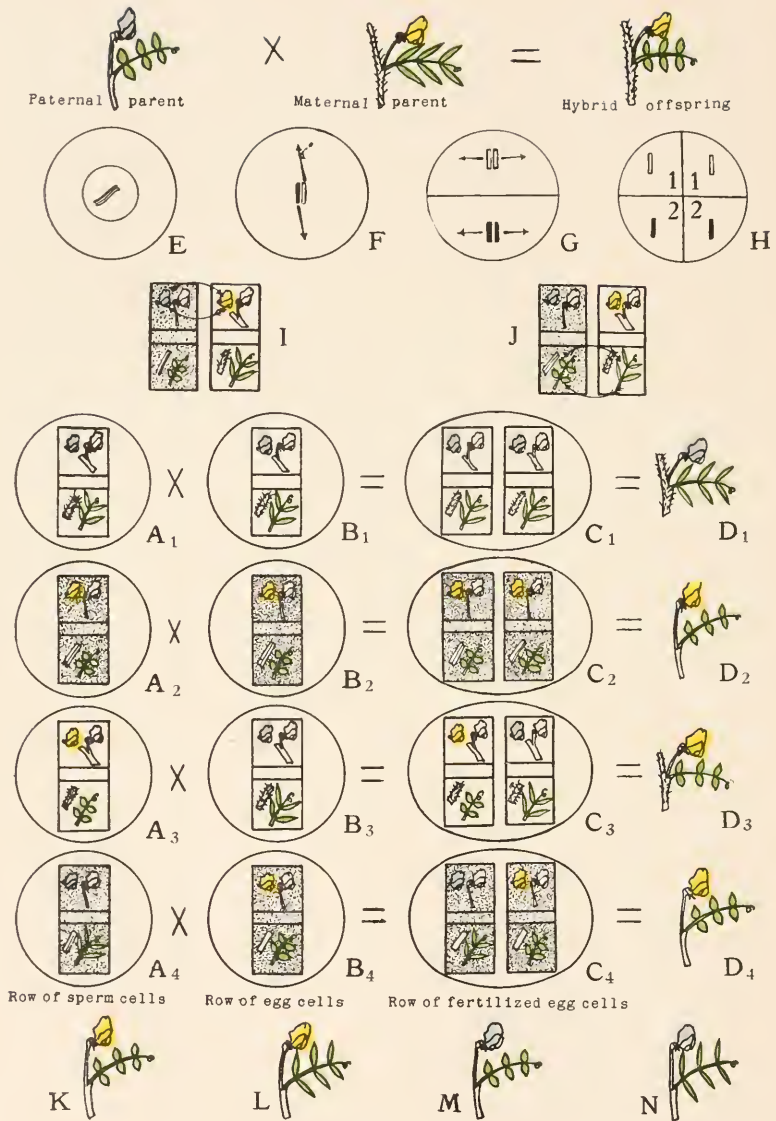 × =
Paternal parent Maternal parent Hybrid offspring
E F G H
1 1
2 2
I J
A1 × B1 = C1 = D1
A2 × B2 = C2 = D2
A3 × B3 = C3 = D3
A4 × B4 = C4 = D4
Row of sperm cells Row of egg cells Row of fertilized egg cells
K L M N